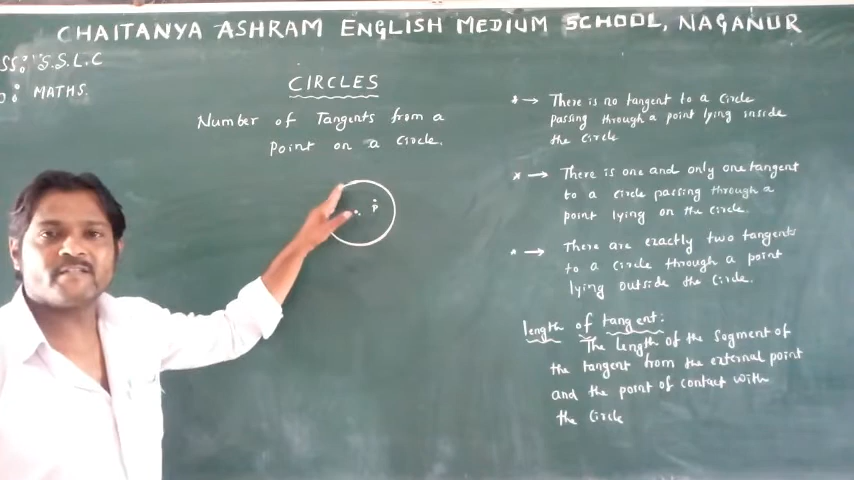 CHAITANYA ASHRAM ENGLISH MEDIUM SCHOOL, NAGANUR
SS: S.S.L.C
: MATHS.
CIRCLES
Number of Tangents from a
Point on a circle.
P
* → There is no tangent to a circle
passing through a point lying inside
the circle
* → There is one and only one tangent
to a circle passing through a
point lying on the circle.
* → There are exactly two tangents
to a circle through a point
lying outside the circle.
length of tangent:
The length of the segment of
the tangent from the external point
and the point of contact with
the circle